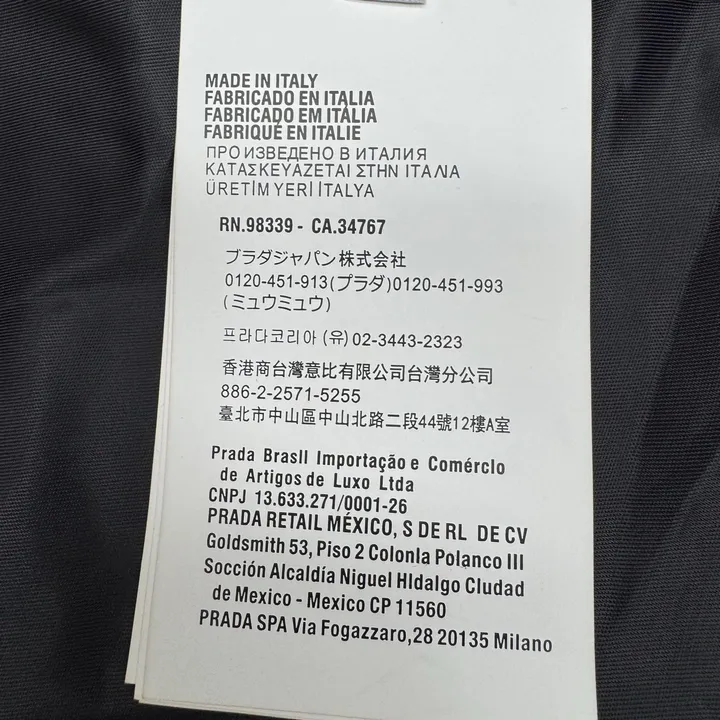 MADE IN ITALY
FABRICADO EN ITALIA
FABRICADO EM ITÁLIA
FABRIQUÉ EN ITALIE
ПРОИЗВЕДЕНО В ИТАЛИЯ
ΚΑΤΑΣΚΕΥΑΖΕΤΑΙ ΣΤΗΝ ΙΤΑΛΙΑ
ÜRETİM YERİ İTALYA
RN.98339 - CA.34767
プラダジャパン株式会社
0120-451-913(プラダ)0120-451-993
(ミュウミュウ)
프라다코리아 (유) 02-3443-2323
香港商台灣意比有限公司台灣分公司
886-2-2571-5255
臺北市中山區中山北路二段44號12樓A室
Prada Brasll Importação e Comérclo
de Artigos de Luxo Ltda
CNPJ 13.633.271/0001-26
PRADA RETAIL MÉXICO, S DE RL DE CV
Goldsmith 53, Piso 2 Colonla Polanco III
Socción Alcaldía Niguel HIdalgo Cludad
de Mexico - Mexico CP 11560
PRADA SPA Via Fogazzaro,28 20135 Milano